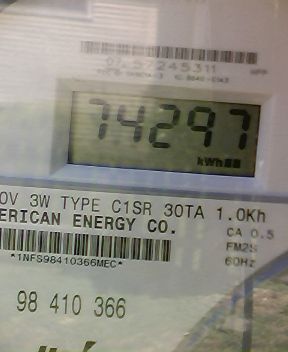 57245311
74297
kWh
0V 3W TYPE C1SR 30TA 1.0Kh
ERICAN ENERGY CO.
CA 0.5
FM2S
60Hz
*1NFS98410366MEC*
98 410 366